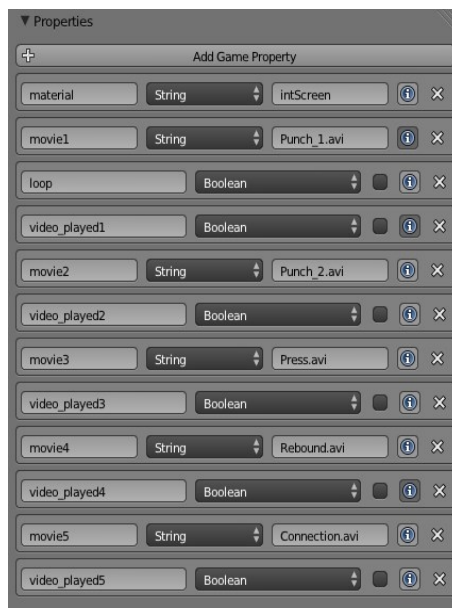 Properties
Add Game Property
material String intScreen
movie1 String Punch_1.avi
loop Boolean
video_played1 Boolean
movie2 String Punch_2.avi
video_played2 Boolean
movie3 String Press.avi
video_played3 Boolean
movie4 String Rebound.avi
video_played4 Boolean
movie5 String Connection.avi
video_played5 Boolean